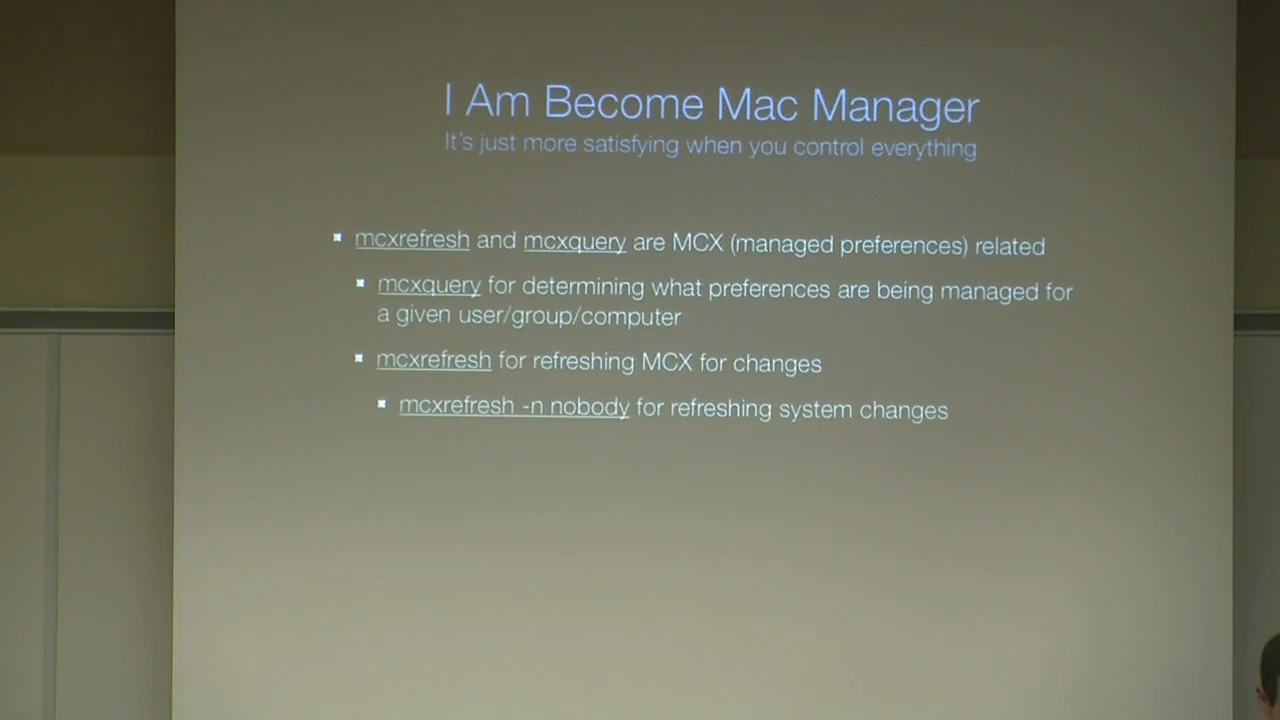 I Am Become Mac Manager
It's just more satisfying when you control everything
mcxrefresh and mcxquery are MCX (managed preferences) related
mcxquery for determining what preferences are being managed for
a given user/group/computer
mcxrefresh for refreshing MCX for changes
mcxrefresh -n nobody for refreshing system changes